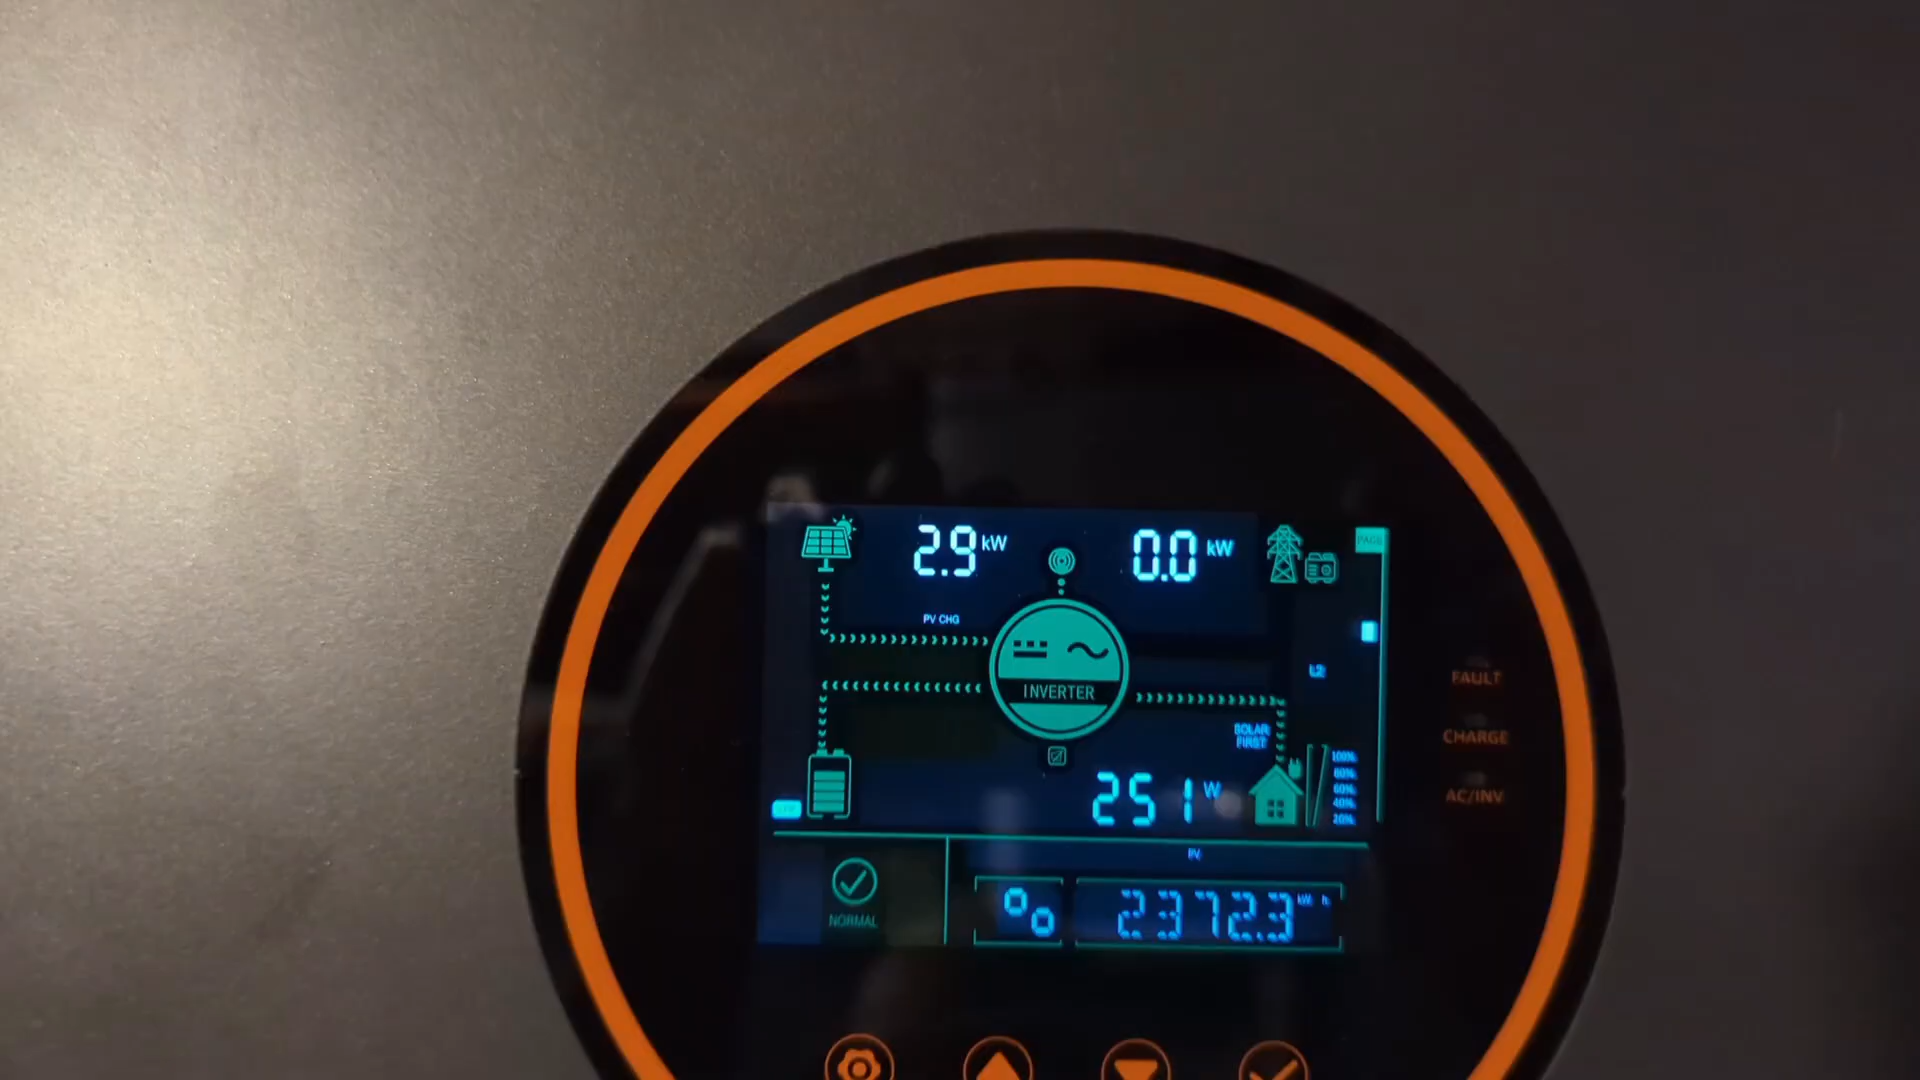 2.9 kW
0.0 kW
PAGE
PV CHG
L2
INVERTER
FAULT
CHARGE
AC/INV
SOLAR
FIRST
251 W
100%
80%
60%
40%
20%
PV
NORMAL
2372.3 kW h